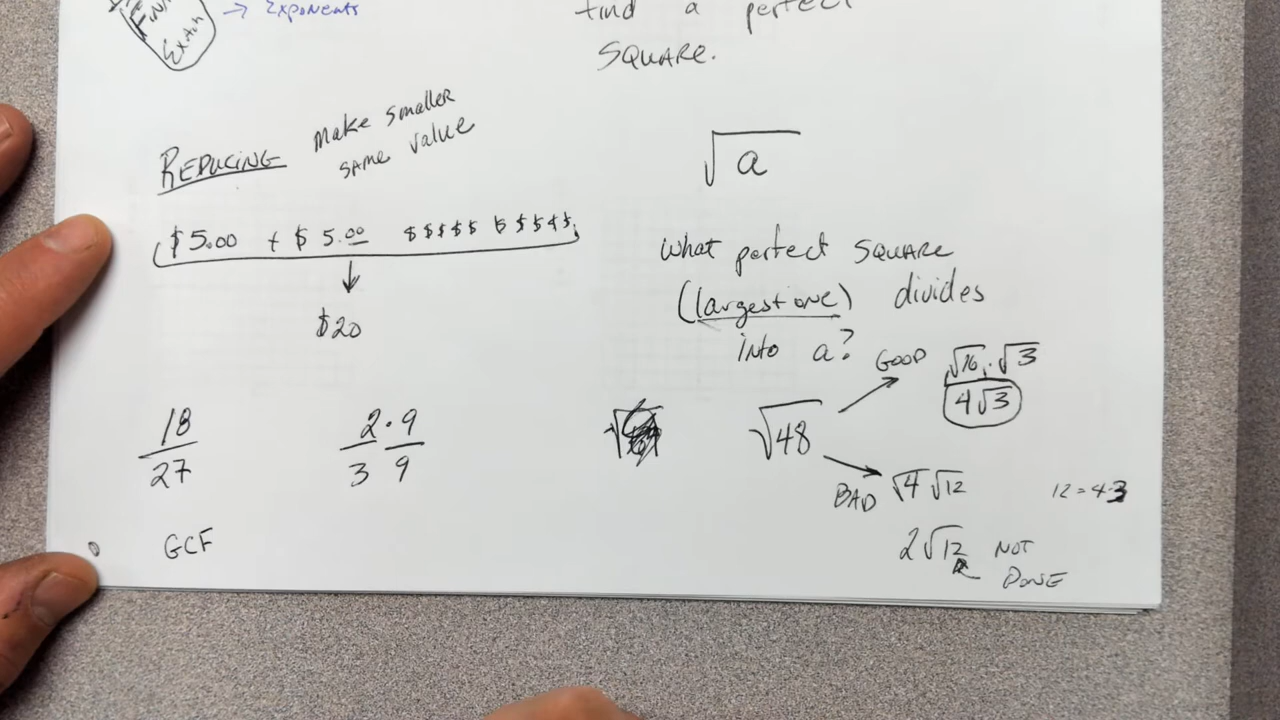 Final
Exam
→ Exponents
find a perfect
SQUARE.
REDUCING make smaller
same value
$5.00 + $5.00 $$$$$ $$$$$
↓
$20
18/27
2·9/3 9
GCF
√a
What perfect SQUARE
(largest one) divides
into a?
√48
GOOD √16 · √3
4√3
BAD √4 √12
12 = 4·3
2√12 NOT
DONE